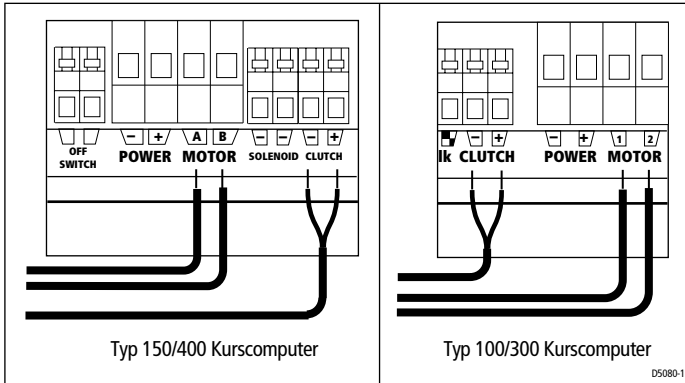 OFF
SWITCH
− +
POWER
A B
MOTOR
− −
SOLENOID
− +
CLUTCH
Typ 150/400 Kurscomputer
lk
− +
CLUTCH
− +
POWER
1 2
MOTOR
Typ 100/300 Kurscomputer
D5080-1